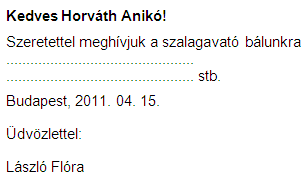 Kedves Horváth Anikó!
Szeretettel meghívjuk a szalagavató bálunkra
................................................
................................................ stb.
Budapest, 2011. 04. 15.
Üdvözlettel:
László Flóra